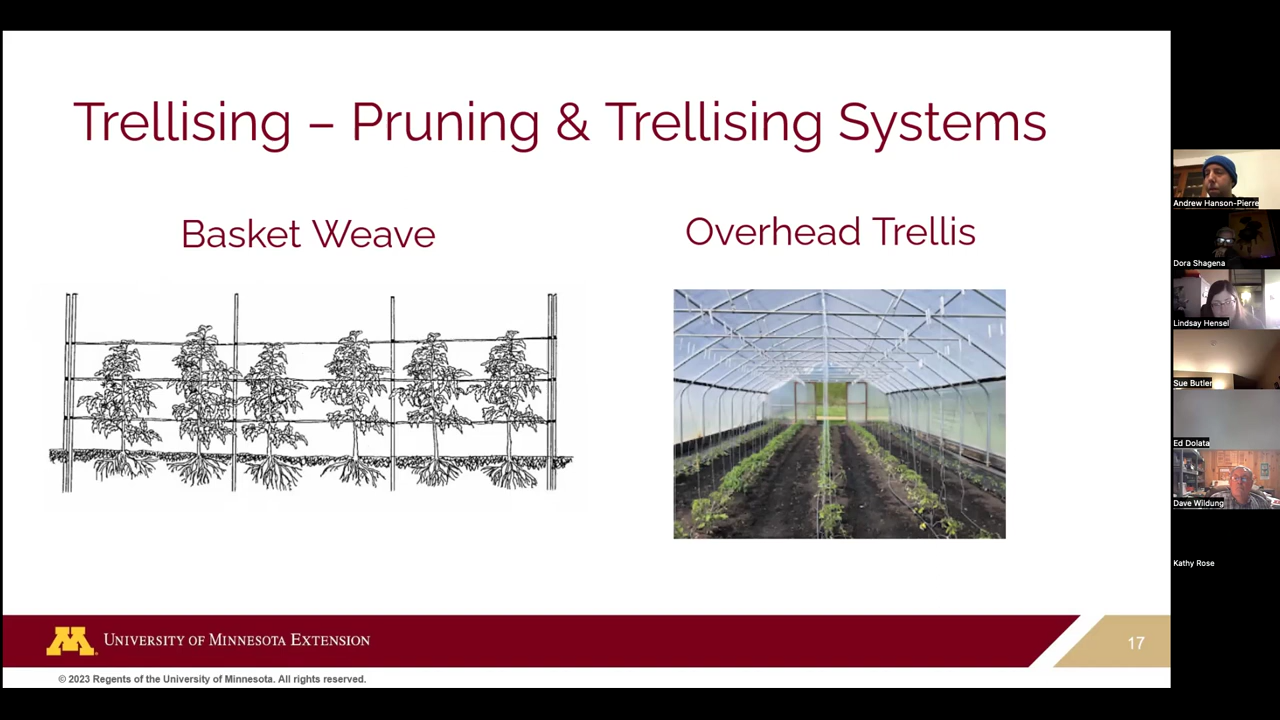 Trellising – Pruning & Trellising Systems
Basket Weave
Overhead Trellis
UNIVERSITY OF MINNESOTA EXTENSION
17
© 2023 Regents of the University of Minnesota. All rights reserved.
Andrew Hanson-Pierre
Dora Shagena
Lindsay Hensel
Sue Butler
Ed Dolata
Dave Wildung
Kathy Rose